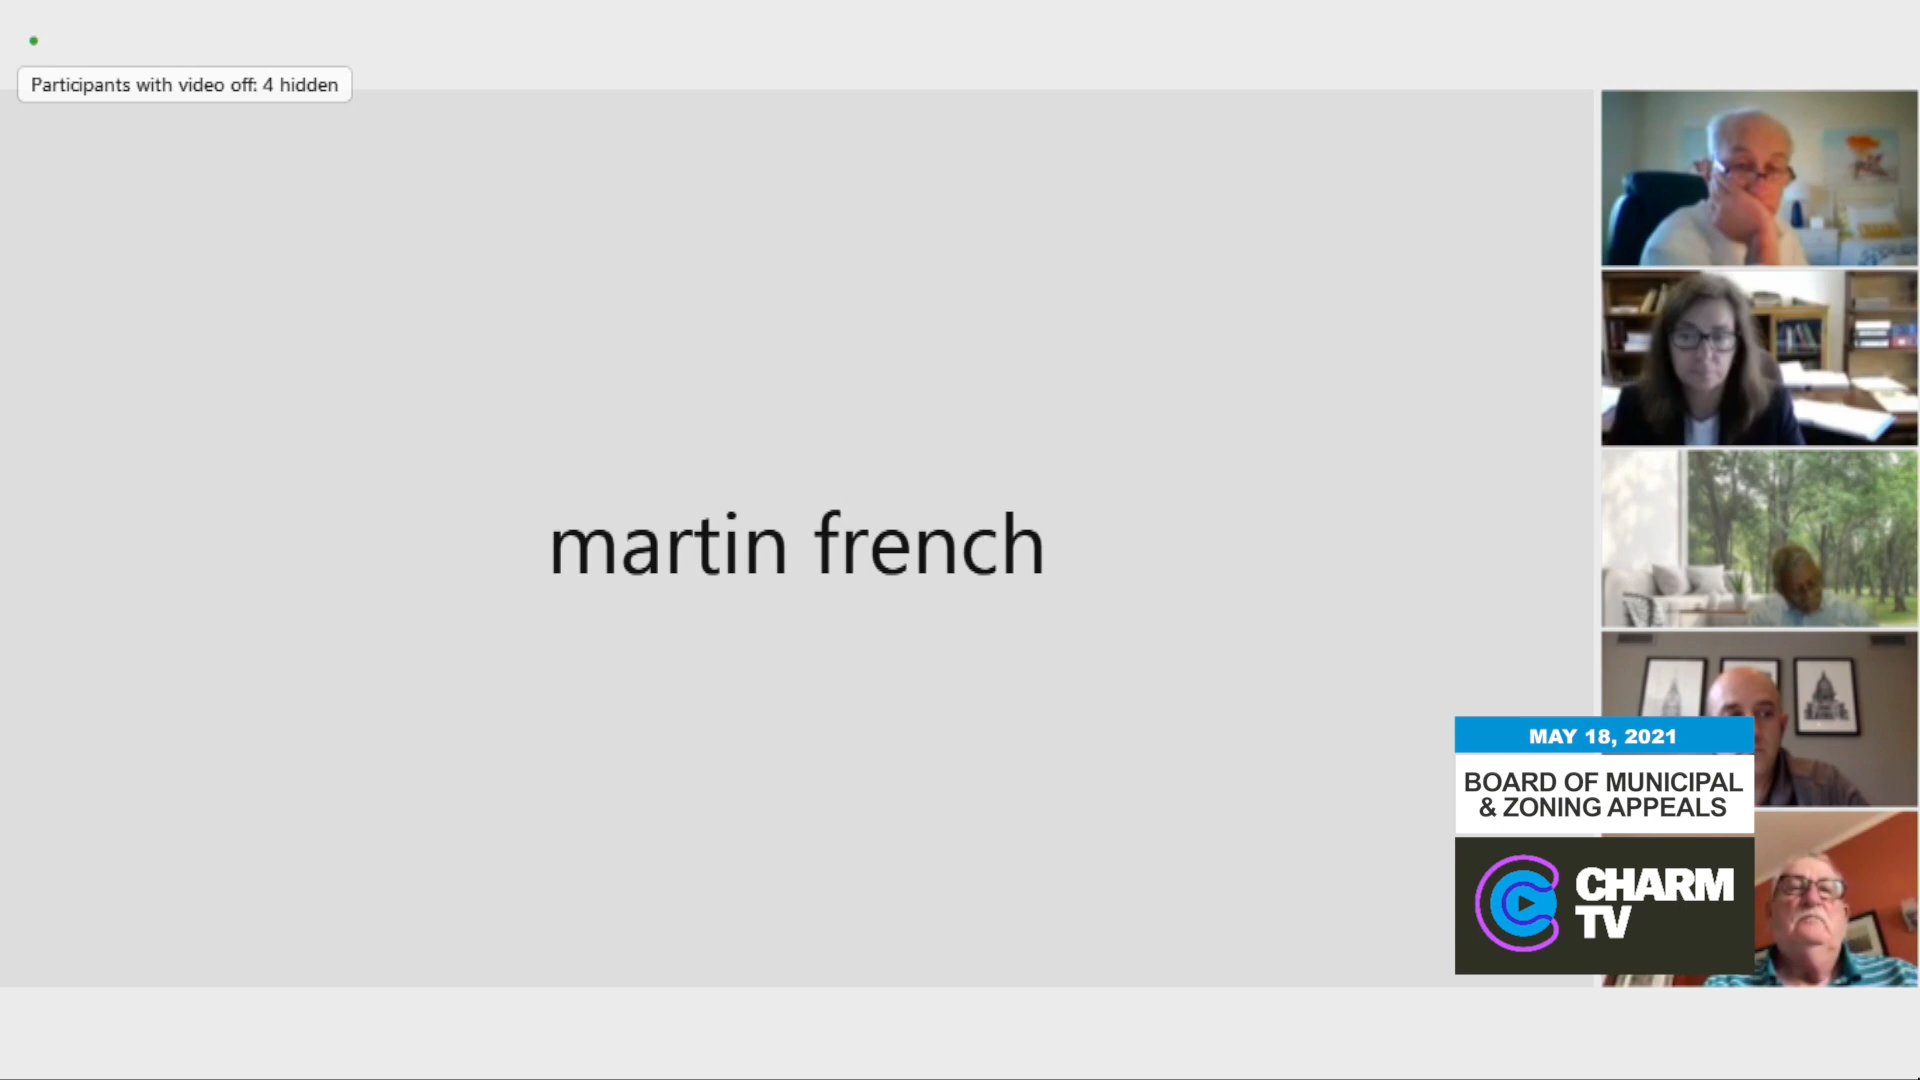 Participants with video off: 4 hidden
martin french
MAY 18, 2021
BOARD OF MUNICIPAL
& ZONING APPEALS
CHARM
TV